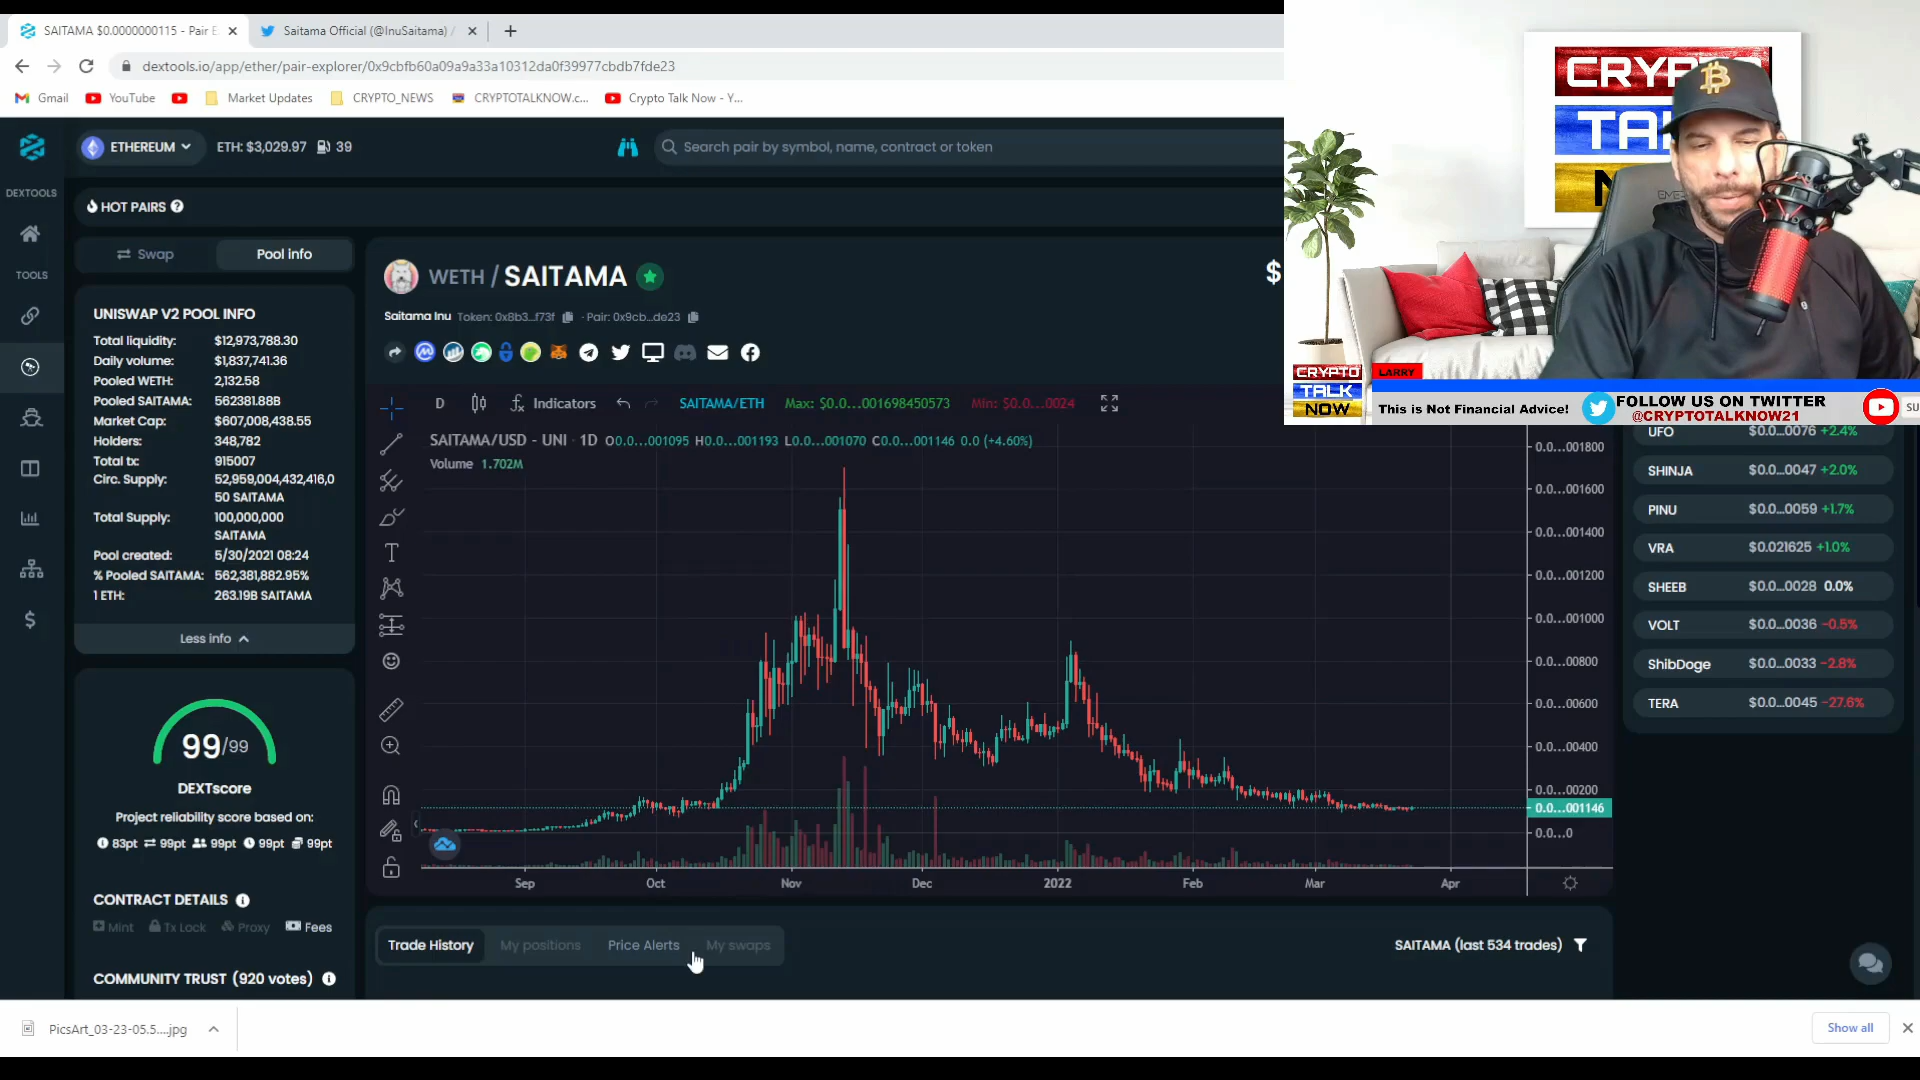 SAITAMA $0.0000000115 - Pair E
Saitama Official (@InuSaitama) /
dextools.io/app/ether/pair-explorer/0x9cbfb60a09a9a33a10312da0f39977cbdb7fde23
Gmail YouTube Market Updates CRYPTO_NEWS CRYPTOTALKNOW.c... Crypto Talk Now - Y...
ETHEREUM ETH: $3,029.97 39
Search pair by symbol, name, contract or token
DEXTOOLS
HOT PAIRS
TOOLS
Swap Pool info
WETH / SAITAMA
$
Saitama Inu Token: 0x8b3...f73f · Pair: 0x9cb...de23
UNISWAP V2 POOL INFO
Total liquidity: $12,973,788.30
Daily volume: $1,837,741.36
Pooled WETH: 2,132.58
Pooled SAITAMA: 562381.88B
Market Cap: $607,008,438.55
Holders: 348,782
Total tx: 915007
Circ. Supply: 52,959,004,432,416,0
50 SAITAMA
Total Supply: 100,000,000
SAITAMA
Pool created: 5/30/2021 08:24
% Pooled SAITAMA: 562,381,882.95%
1 ETH: 263.19B SAITAMA
Less info
99/99
DEXTscore
Project reliability score based on:
83pt 99pt 99pt 99pt 99pt
CONTRACT DETAILS
Mint Tx Lock Proxy Fees
COMMUNITY TRUST (920 votes)
D Indicators SAITAMA/ETH Max: $0.0...001698450573 Min: $0.0...0024
SAITAMA/USD - UNI 1D O0.0...001095 H0.0...001193 L0.0...001070 C0.0...001146 0.0 (+4.60%)
Volume 1.702M
0.0...001800
0.0...001600
0.0...001400
0.0...001200
0.0...001000
0.0...00800
0.0...00600
0.0...00400
0.0...00200
0.0...001146
0.0...0
Sep Oct Nov Dec 2022 Feb Mar Apr
Trade History My positions Price Alerts My swaps
SAITAMA (last 534 trades)
CRYPTO
TALK
LARRY
CRYPTO
TALK
NOW
This is Not Financial Advice!
FOLLOW US ON TWITTER
@CRYPTOTALKNOW21
SU
UFO $0.0...0076 +2.4%
SHINJA $0.0...0047 +2.0%
PINU $0.0...0059 +1.7%
VRA $0.021625 +1.0%
SHEEB $0.0...0028 0.0%
VOLT $0.0...0036 -0.5%
ShibDoge $0.0...0033 -2.8%
TERA $0.0...0045 -27.6%
PicsArt_03-23-05.5....jpg
Show all